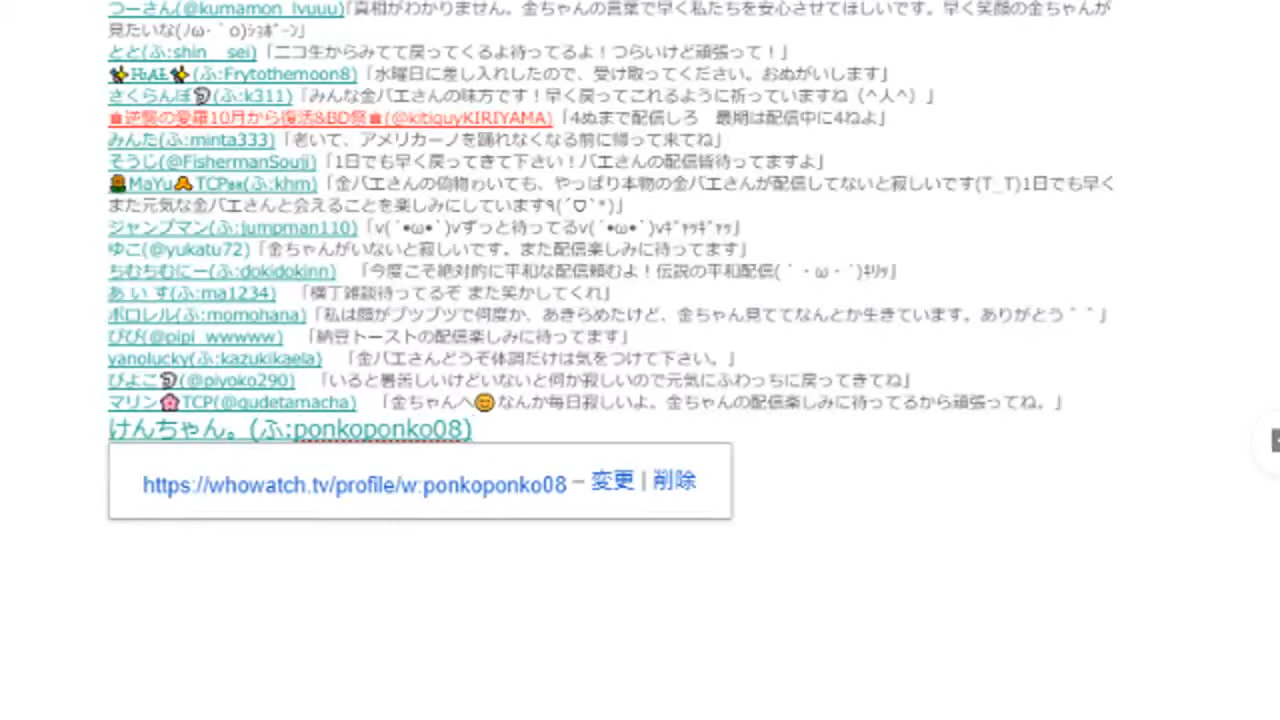 つーさん(@kumamon_lvuuu)「真相がわかりません。金ちゃんの言葉で早く私たちを安心させてほしいです。早く笑顔の金ちゃんが
見たいな(ﾉω･｀o)ｼｮﾎﾞｰﾝ」
とと(ふ:shin__sei)「ニコ生からみてて戻ってくるよ待ってるよ！つらいけど頑張って！」
(ふ:Frytothemoon8)「水曜日に差し入れしたので、受け取ってください。おねがいします」
さくらんぼ(ふ:k311)「みんな金バエさんの味方です！早く戻ってこれるように祈っていますね（^人^）」
逆襲の愛羅10月から復活&BD祭(@kitiguyKIRIYAMA)「4ぬまで配信しろ　最期は配信中に4ねよ」
みんた(ふ:minta333)「老いて、アメリカーノを踊れなくなる前に帰って来てね」
そうじ(@FishermanSouji)「1日でも早く戻ってきて下さい！バエさんの配信皆待ってますよ」
MaYu TCP(ふ:khm)「金バエさんの偽物ゎいても、やっぱり本物の金バエさんが配信してないと寂しいです(T_T)1日でも早く
また元気な金バエさんと会えることを楽しみにしています٩(ˊᗜˋ*)」
ジャンプマン(ふ:jumpman110)「v(´•ω•`)vずっと待ってるv(´•ω•`)vｷﾞｬｯｷﾞｬｯ」
ゆこ(@yukatu72)「金ちゃんがいないと寂しいです。また配信楽しみに待ってます」
ちむちむにー(ふ:dokidokinn)　「今度こそ絶対的に平和な配信頼むよ！伝説の平和配信(｀・ω・´)ｷﾘｯ」
あ い す(ふ:ma1234)　「横丁雑談待ってるぞ また笑かしてくれ」
ポロレル(ふ:momohana)「私は顔がブツブツで何度か、あきらめたけど、金ちゃん見ててなんとか生きています。ありがとう＾＾」
ぴぴ(@pipi_wwwww)　「納豆トーストの配信楽しみに待ってます」
yanolucky(ふ:kazukikaela)　「金バエさんどうぞ体調だけは気をつけて下さい。」
ぴよこ(@piyoko290)　「いると暑苦しいけどいないと何か寂しいので元気にふわっちに戻ってきてね」
マリン🌸TCP(@gudetamacha)　「金ちゃんへ😊なんか毎日寂しいよ。金ちゃんの配信楽しみに待ってるから頑張ってね。」
けんちゃん。(ふ:ponkoponko08)
https://whowatch.tv/profile/w:ponkoponko08 – 変更 | 削除